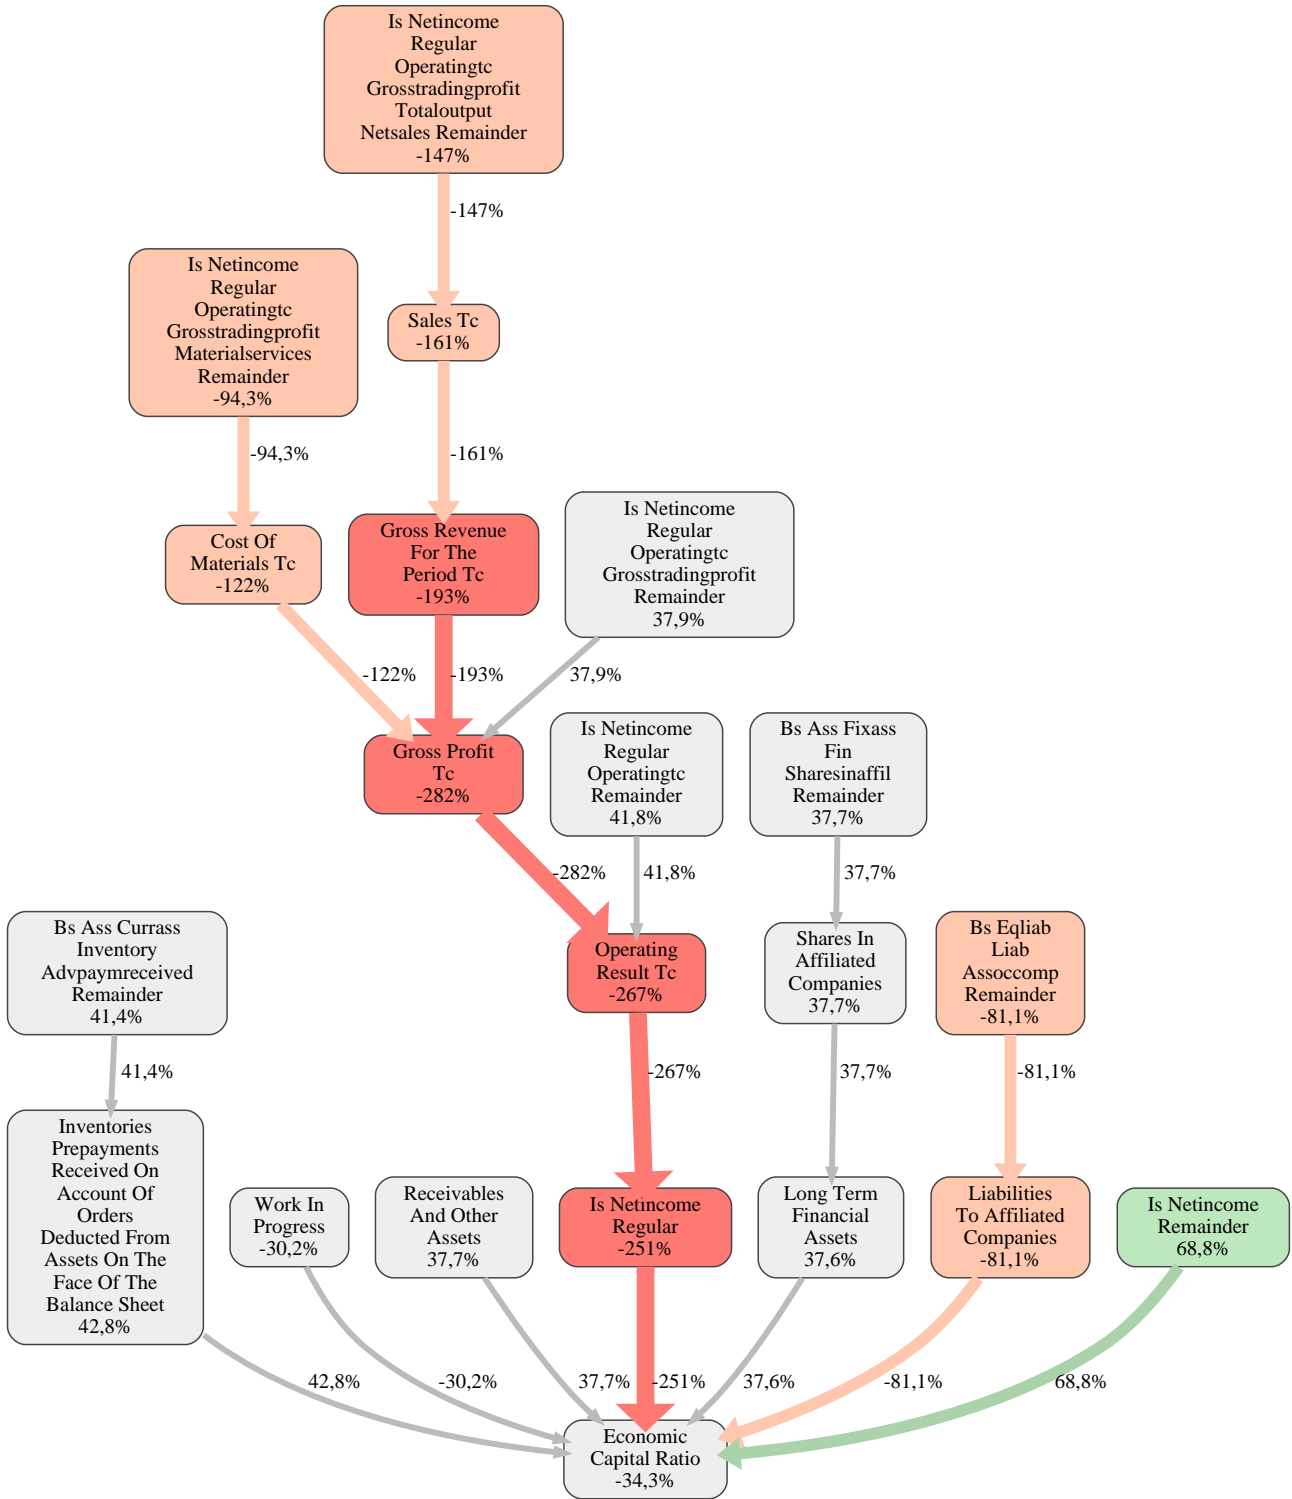 Is Netincome
Regular
Operatingtc
Grosstradingprofit
Totaloutput
Netsales Remainder
-147%
-147%
Is Netincome
Regular
Operatingtc
Grosstradingprofit
Materialservices
Remainder
-94,3%
Sales Tc
-161%
-94,3%
-161%
Cost Of
Materials Tc
-122%
Gross Revenue
For The
Period Tc
-193%
Is Netincome
Regular
Operatingtc
Grosstradingprofit
Remainder
37,9%
-122%
-193%
37,9%
Gross Profit
Tc
-282%
Is Netincome
Regular
Operatingtc
Remainder
41,8%
Bs Ass Fixass
Fin
Sharesinaffil
Remainder
37,7%
-282%
41,8%
37,7%
Bs Ass Currass
Inventory
Advpaymreceived
Remainder
41,4%
Operating
Result Tc
-267%
Shares In
Affiliated
Companies
37,7%
Bs Eqliab
Liab
Assoccomp
Remainder
-81,1%
41,4%
-267%
37,7%
-81,1%
Inventories
Prepayments
Received On
Account Of
Orders
Deducted From
Assets On The
Face Of The
Balance Sheet
42,8%
Work In
Progress
-30,2%
Receivables
And Other
Assets
37,7%
Is Netincome
Regular
-251%
Long Term
Financial
Assets
37,6%
Liabilities
To Affiliated
Companies
-81,1%
Is Netincome
Remainder
68,8%
42,8%
-30,2%
37,7%
-251%
37,6%
-81,1%
68,8%
Economic
Capital Ratio
-34,3%